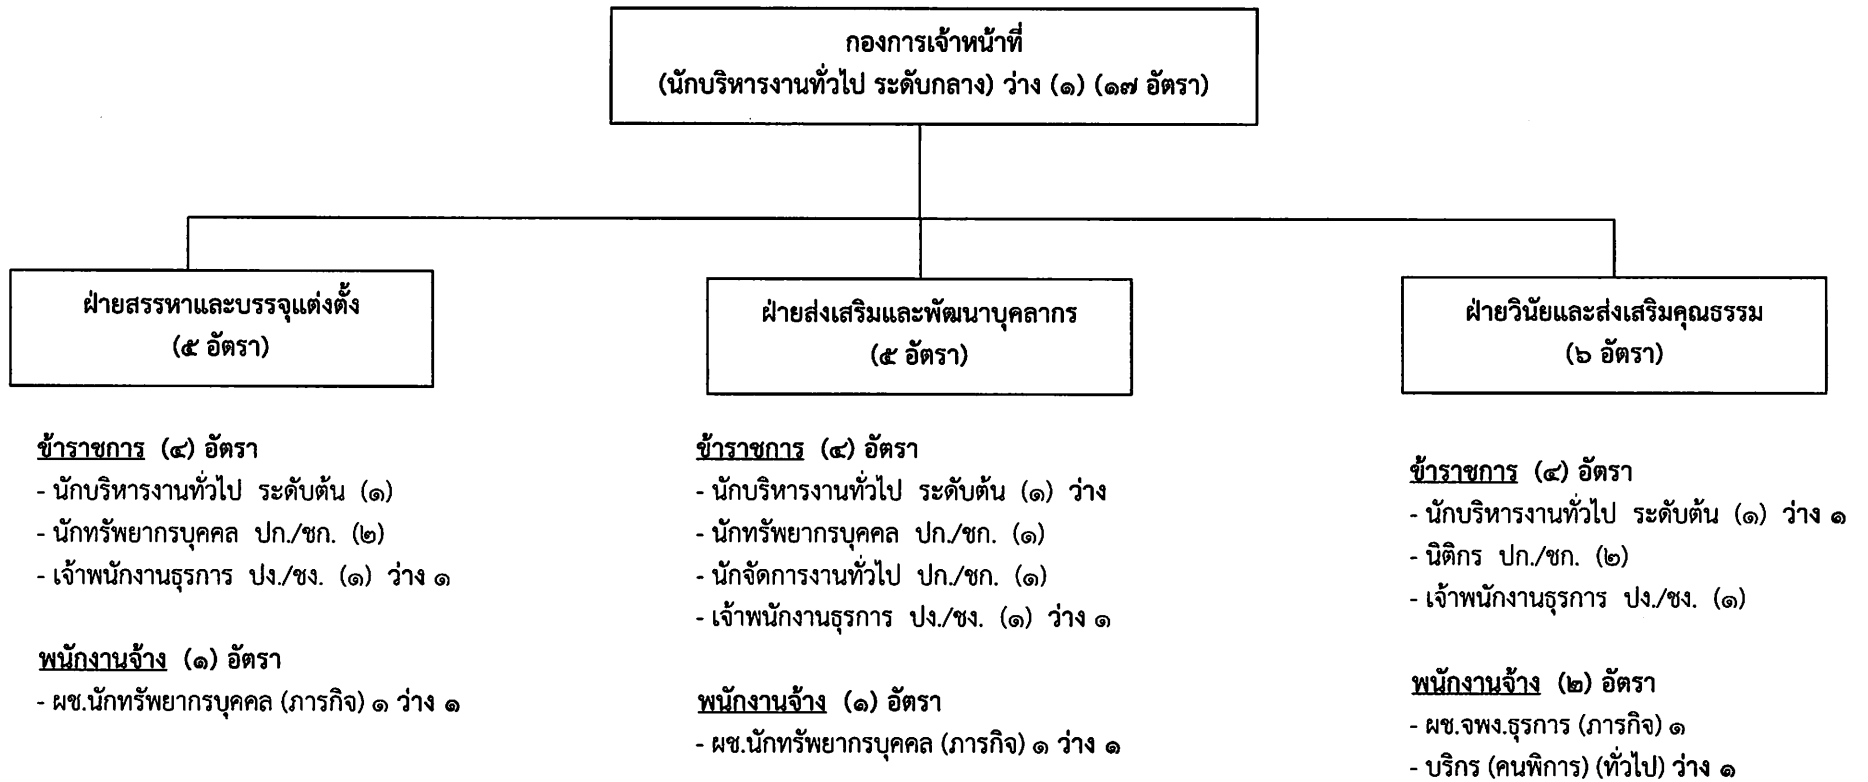 กองการเจ้าหน้าที่
(นักบริหารงานทั่วไป ระดับกลาง) ว่าง (๑) (๑๗ อัตรา)
ฝ่ายสรรหาและบรรจุแต่งตั้ง
(๕ อัตรา)
ข้าราชการ (๔) อัตรา
- นักบริหารงานทั่วไป ระดับต้น (๑)
- นักทรัพยากรบุคคล ปก./ชก. (๒)
- เจ้าพนักงานธุรการ ปง./ชง. (๑) ว่าง ๑
พนักงานจ้าง (๑) อัตรา
- ผช.นักทรัพยากรบุคคล (ภารกิจ) ๑ ว่าง ๑
ฝ่ายส่งเสริมและพัฒนาบุคลากร
(๕ อัตรา)
ข้าราชการ (๔) อัตรา
- นักบริหารงานทั่วไป ระดับต้น (๑) ว่าง
- นักทรัพยากรบุคคล ปก./ชก. (๑)
- นักจัดการงานทั่วไป ปก./ชก. (๑)
- เจ้าพนักงานธุรการ ปง./ชง. (๑) ว่าง ๑
พนักงานจ้าง (๑) อัตรา
- ผช.นักทรัพยากรบุคคล (ภารกิจ) ๑ ว่าง ๑
ฝ่ายวินัยและส่งเสริมคุณธรรม
(๖ อัตรา)
ข้าราชการ (๔) อัตรา
- นักบริหารงานทั่วไป ระดับต้น (๑) ว่าง ๑
- นิติกร ปก./ชก. (๒)
- เจ้าพนักงานธุรการ ปง./ชง. (๑)
พนักงานจ้าง (๒) อัตรา
- ผช.จพง.ธุรการ (ภารกิจ) ๑
- บริกร (คนพิการ) (ทั่วไป) ว่าง ๑